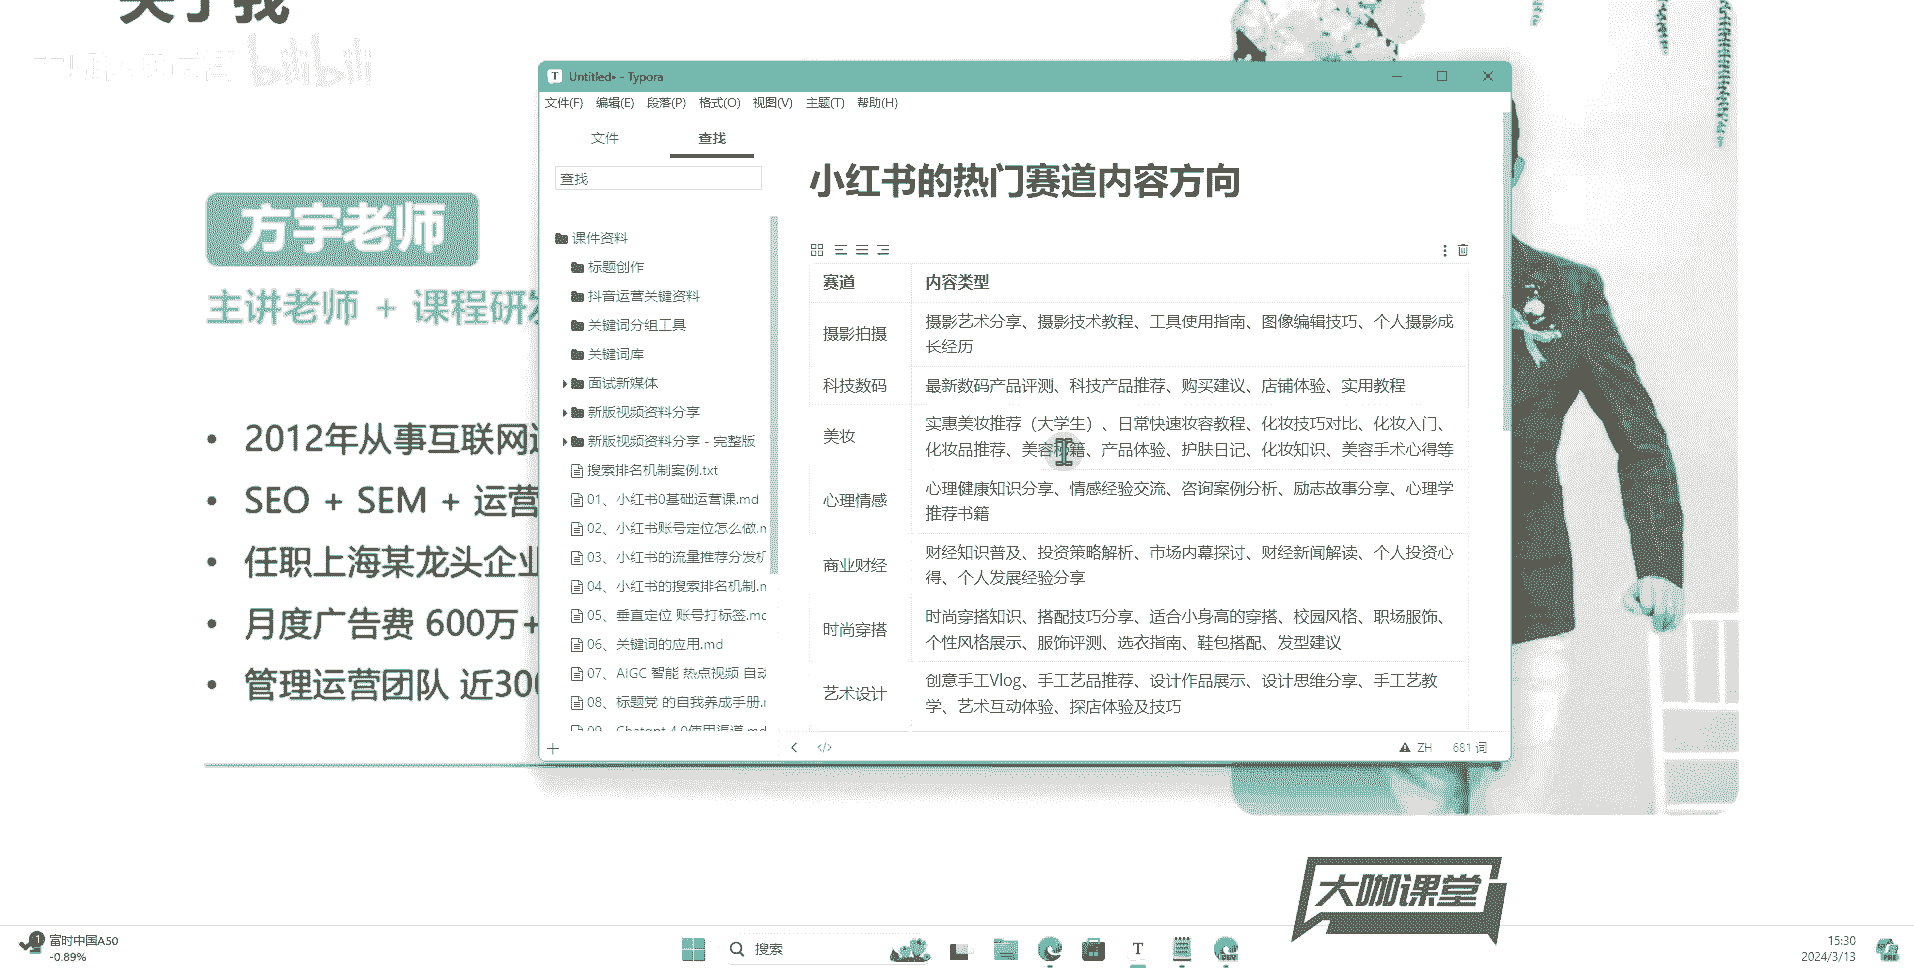 关于我
bilibili
方宇老师
主讲老师 + 课程研发
• 2012年从事互联网
• SEO + SEM + 运营
• 任职上海某龙头企业
• 月度广告费 600万+
• 管理运营团队 近300
Untitled• - Typora
文件(F) 编辑(E) 段落(P) 格式(O) 视图(V) 主题(T) 帮助(H)
文件 查找
查找
课件资料
标题创作
抖音运营关键资料
关键词分组工具
关键词库
面试新媒体
新版视频资料分享
新版视频资料分享 - 完整版
搜索排名机制案例.txt
01、小红书0基础运营课.md
02、小红书账号定位怎么做.m
03、小红书的流量推荐分发机
04、小红书的搜索排名机制.m
05、垂直定位 账号打标签.md
06、关键词的应用.md
07、AIGC 智能 热点视频 自动
08、标题党 的自我养成手册.m
09、Chatgpt 4.0使用渠道.md
小红书的热门赛道内容方向
赛道 内容类型
摄影拍摄 摄影艺术分享、摄影技术教程、工具使用指南、图像编辑技巧、个人摄影成
长经历
科技数码 最新数码产品评测、科技产品推荐、购买建议、店铺体验、实用教程
美妆 实惠美妆推荐（大学生）、日常快速妆容教程、化妆技巧对比、化妆入门、
化妆品推荐、美容秘籍、产品体验、护肤日记、化妆知识、美容手术心得等
心理情感 心理健康知识分享、情感经验交流、咨询案例分析、励志故事分享、心理学
推荐书籍
商业财经 财经知识普及、投资策略解析、市场内幕探讨、财经新闻解读、个人投资心
得、个人发展经验分享
时尚穿搭 时尚穿搭知识、搭配技巧分享、适合小身高的穿搭、校园风格、职场服饰、
个性风格展示、服饰评测、选衣指南、鞋包搭配、发型建议
艺术设计 创意手工Vlog、手工艺品推荐、设计作品展示、设计思维分享、手工艺教
学、艺术互动体验、探店体验及技巧
ZH 681 词
大咖课堂
1 富时中国A50
-0.89%
搜索
T
DEV
15:30
2024/3/13
PRE